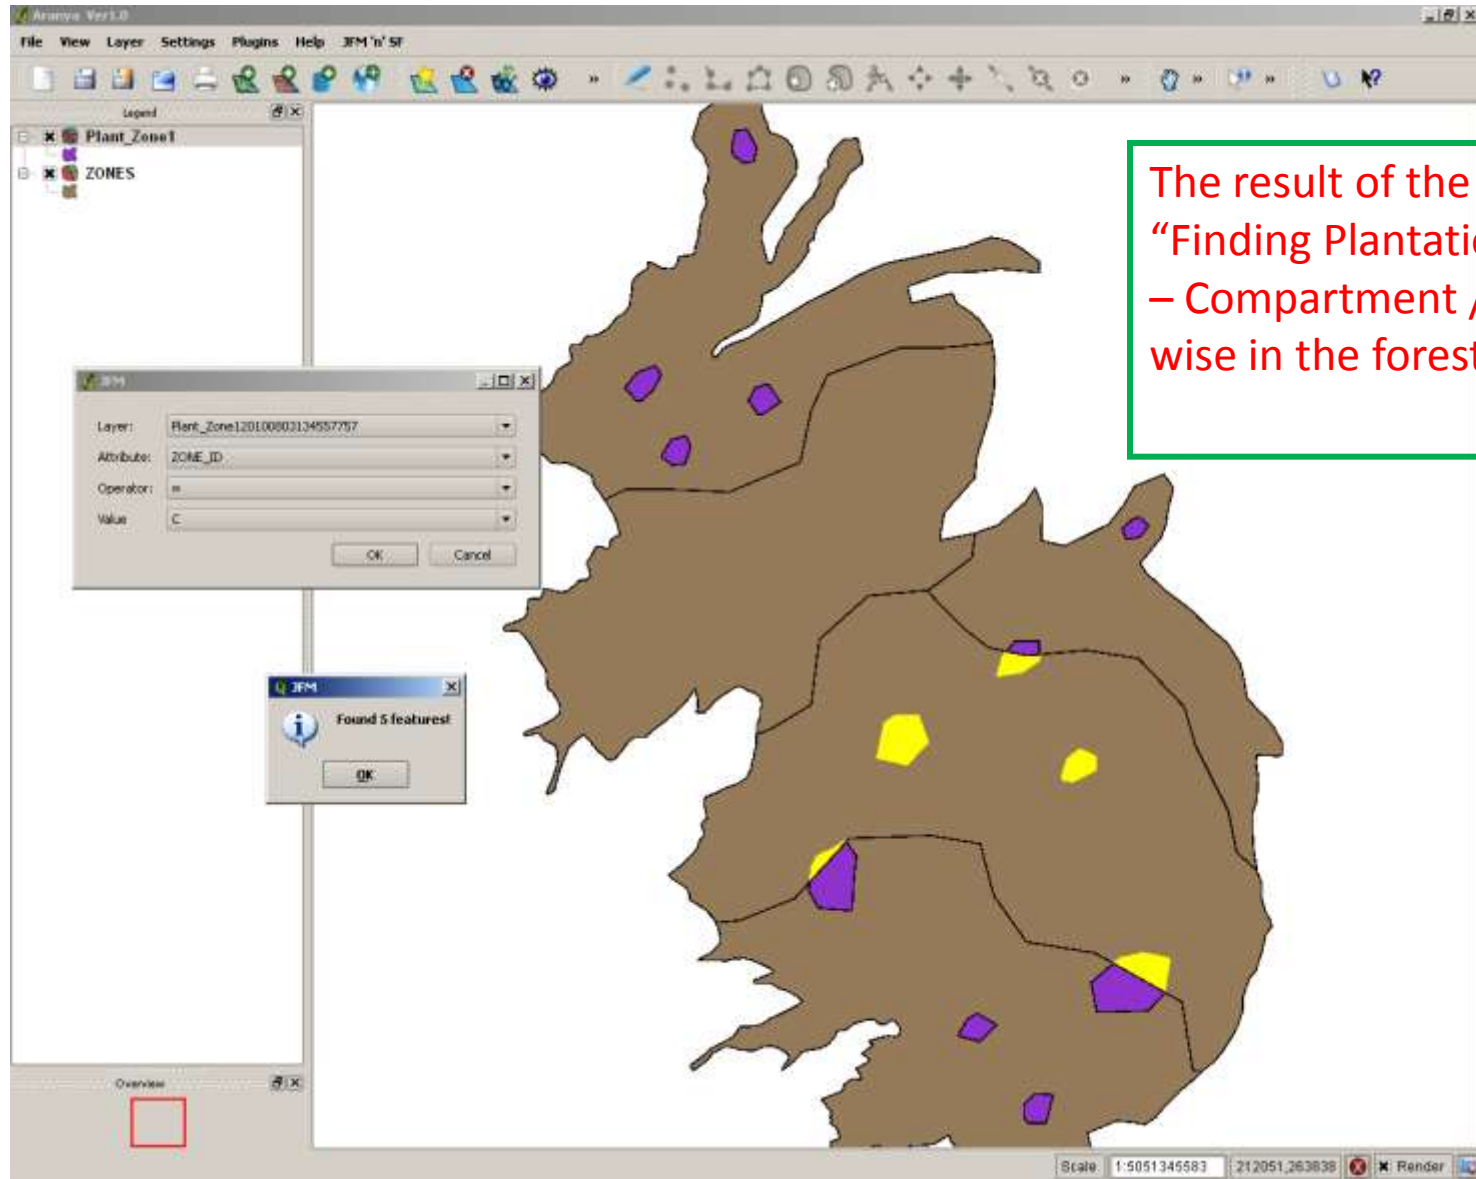 Aranya Ver1.0
File View Layer Settings Plugins Help JFM 'n' SF
Legend
Plant_Zone1
ZONES
The result of the
“Finding Plantati
– Compartment /
wise in the forest
JFM
Layer: Plant_Zone120100803134557757
Attribute: ZONE_ID
Operator: =
Value C
OK Cancel
JFM
Found 5 features!
OK
Overview
Scale 1:5051345583 212051,263838 Render